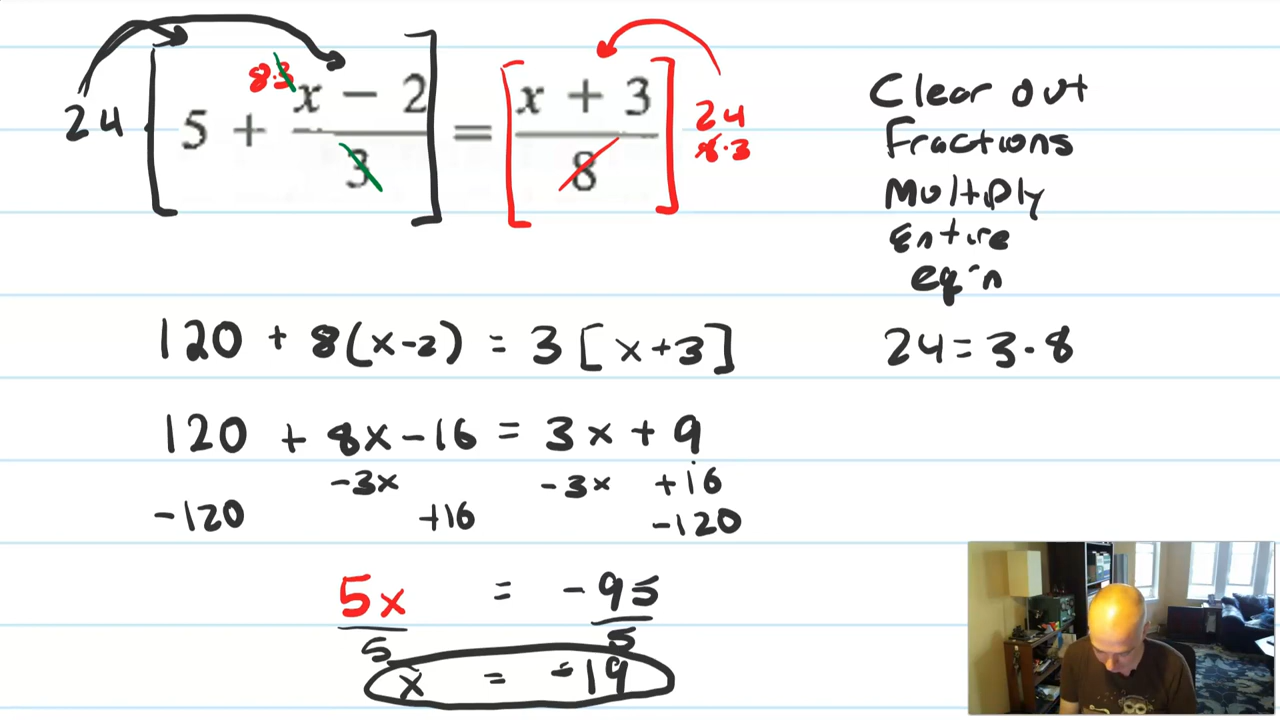 24 [ 5 + 8·3 x − 2 / 3 ] = [ x + 3 / 8 ] 24
8·3
Clear out
Fractions
Multiply
Entire
eq'n
24 = 3·8
120 + 8(x-2) = 3[x+3]
120 + 8x-16 = 3x + 9
-3x -3x +16
-120 +16 -120
5x = -95
5 5
x = -19